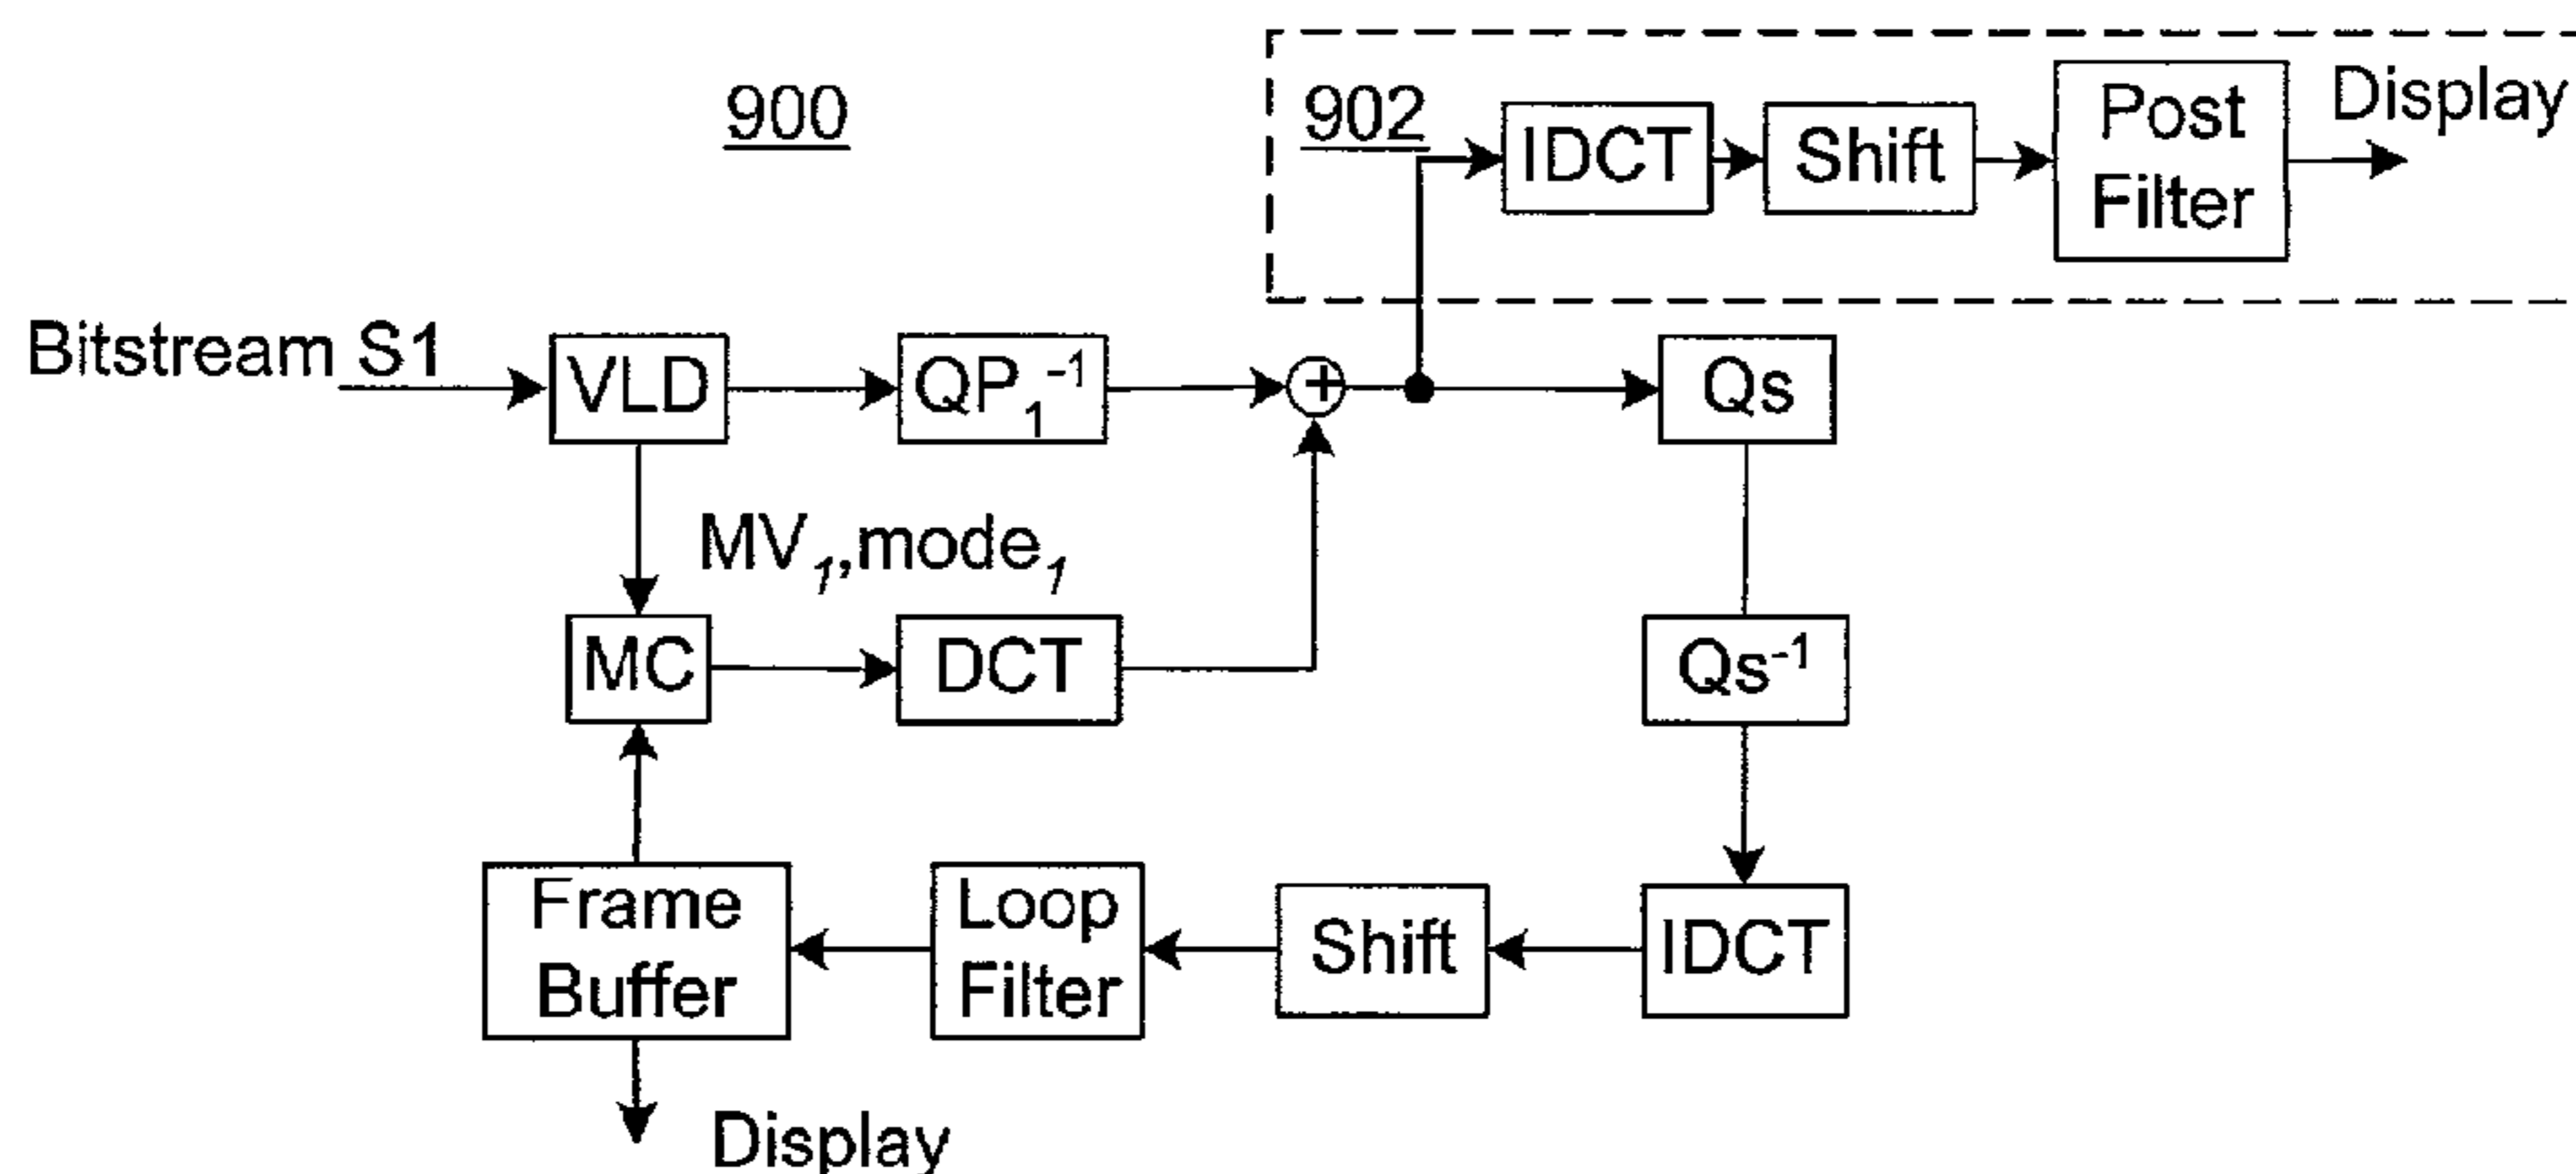 900
902
IDCT
Shift
Post
Filter
Display
Bitstream S1
VLD
QP₁⁻¹
+
Qs
MV₁,mode₁
MC
DCT
Qs⁻¹
Frame
Buffer
Loop
Filter
Shift
IDCT
Display